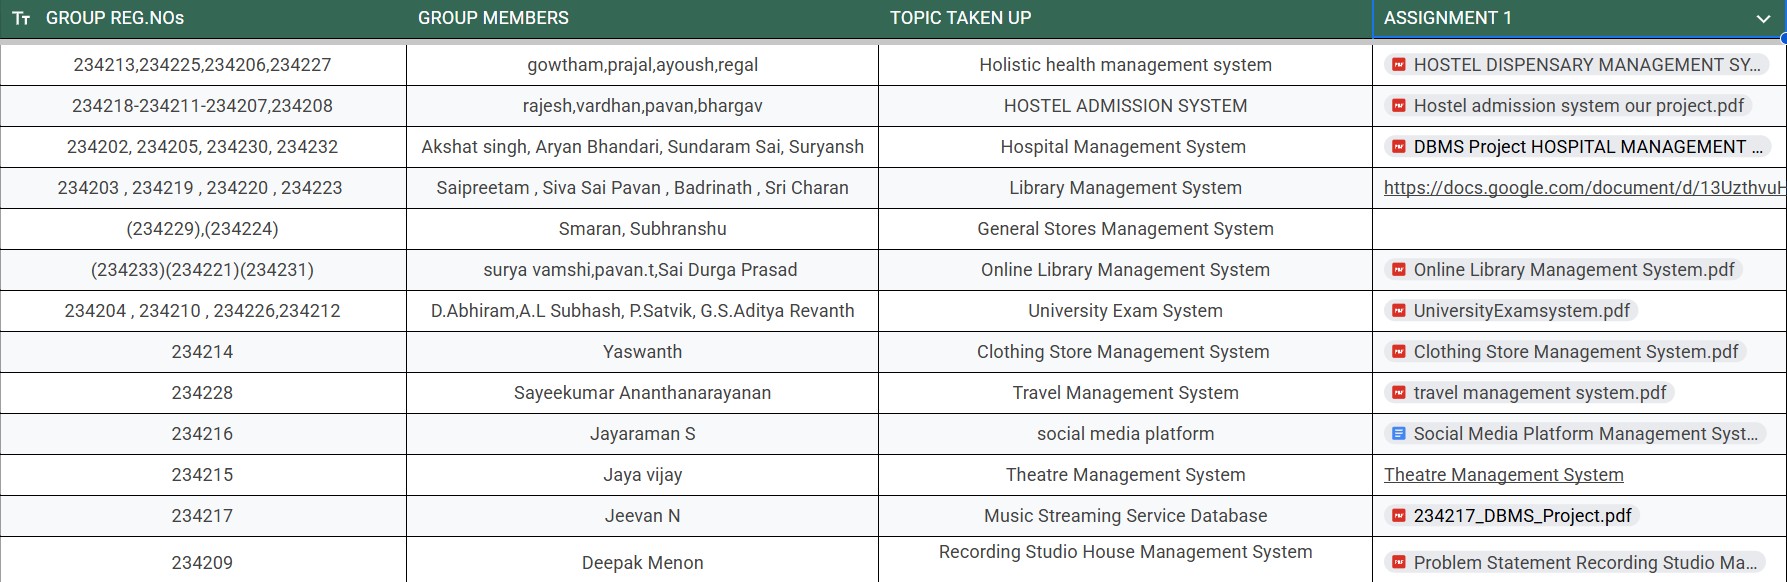 GROUP REG.NOs GROUP MEMBERS TOPIC TAKEN UP ASSIGNMENT 1
234213,234225,234206,234227 gowtham,prajal,ayoush,regal Holistic health management system HOSTEL DISPENSARY MANAGEMENT SY...
234218-234211-234207,234208 rajesh,vardhan,pavan,bhargav HOSTEL ADMISSION SYSTEM Hostel admission system our project.pdf
234202, 234205, 234230, 234232 Akshat singh, Aryan Bhandari, Sundaram Sai, Suryansh Hospital Management System DBMS Project HOSPITAL MANAGEMENT ...
234203 , 234219 , 234220 , 234223 Saipreetam , Siva Sai Pavan , Badrinath , Sri Charan Library Management System https://docs.google.com/document/d/13UzthvuH
(234229),(234224) Smaran, Subhranshu General Stores Management System
(234233)(234221)(234231) surya vamshi,pavan.t,Sai Durga Prasad Online Library Management System Online Library Management System.pdf
234204 , 234210 , 234226,234212 D.Abhiram,A.L Subhash, P.Satvik, G.S.Aditya Revanth University Exam System UniversityExamsystem.pdf
234214 Yaswanth Clothing Store Management System Clothing Store Management System.pdf
234228 Sayeekumar Ananthanarayanan Travel Management System travel management system.pdf
234216 Jayaraman S social media platform Social Media Platform Management Syst...
234215 Jaya vijay Theatre Management System Theatre Management System
234217 Jeevan N Music Streaming Service Database 234217_DBMS_Project.pdf
234209 Deepak Menon Recording Studio House Management System Problem Statement Recording Studio Ma...